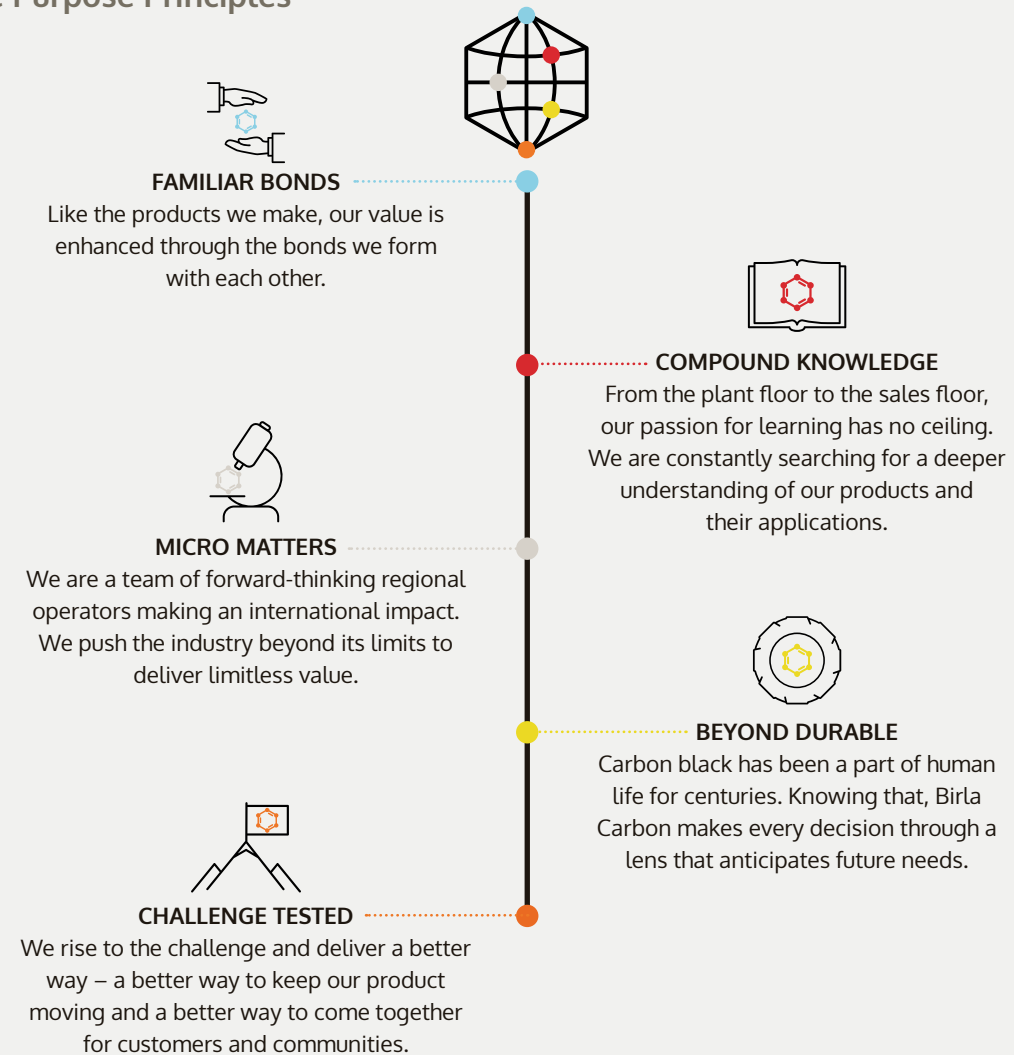 Purpose Principles
FAMILIAR BONDS
Like the products we make, our value is
enhanced through the bonds we form
with each other.
COMPOUND KNOWLEDGE
From the plant floor to the sales floor,
our passion for learning has no ceiling.
We are constantly searching for a deeper
understanding of our products and
their applications.
MICRO MATTERS
We are a team of forward-thinking regional
operators making an international impact.
We push the industry beyond its limits to
deliver limitless value.
BEYOND DURABLE
Carbon black has been a part of human
life for centuries. Knowing that, Birla
Carbon makes every decision through a
lens that anticipates future needs.
CHALLENGE TESTED
We rise to the challenge and deliver a better
way – a better way to keep our product
moving and a better way to come together
for customers and communities.